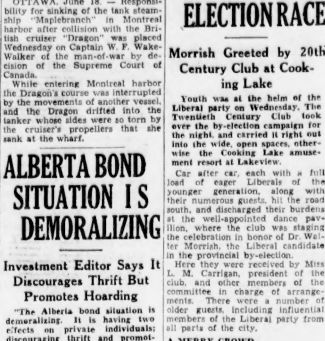 OTTAWA, June 18. — Responsi-
bility for sinking of the tank steam-
ship "Maplebranch" in Montreal
harbor after collision with the Bri-
tish cruiser "Dragon" was placed
Wednesday on Captain W. F. Wake-
Walker of the man-of-war by de-
cision of the Supreme Court of
Canada.
While entering Montreal harbor
the Dragon's course was interrupted
by the movements of another vessel,
and the Dragon drifted into the
tanker whose sides were so torn by
the cruiser's propellers that she
sank at the wharf.
ALBERTA BOND
SITUATION IS
DEMORALIZING
Investment Editor Says It
Discourages Thrift But
Promotes Hoarding
"The Alberta bond situation is
demoralizing. It is having two
effects on private individuals;
discouraging thrift and promot-
ELECTION RACE
Morrish Greeted by 20th
Century Club at Cook-
ing Lake
Youth was at the helm of the
Liberal party on Wednesday. The
Twentieth Century Club took
over the by-election campaign for
the night, and carried it right out
into the wide, open spaces, other-
wise the Cooking Lake amuse-
ment resort at Lakeview.
Car after car, each with a full
load of eager Liberals of the
younger generation, along with
their numerous guests, hit the road
south, and discharged their burdens
at the well-appointed dance pav-
ilion, where the club was staging
the celebration in honor of Dr. Wal-
ter Morrish, the Liberal candidate
in the provincial by-election.
Here they were received by Miss
L. M. Carrigan, president of the
club, and other members of the
committee in charge of arrange-
ments. There were a number of
older guests, including influential
members of the Liberal party from
all parts of the city.
A MERRY CROWD